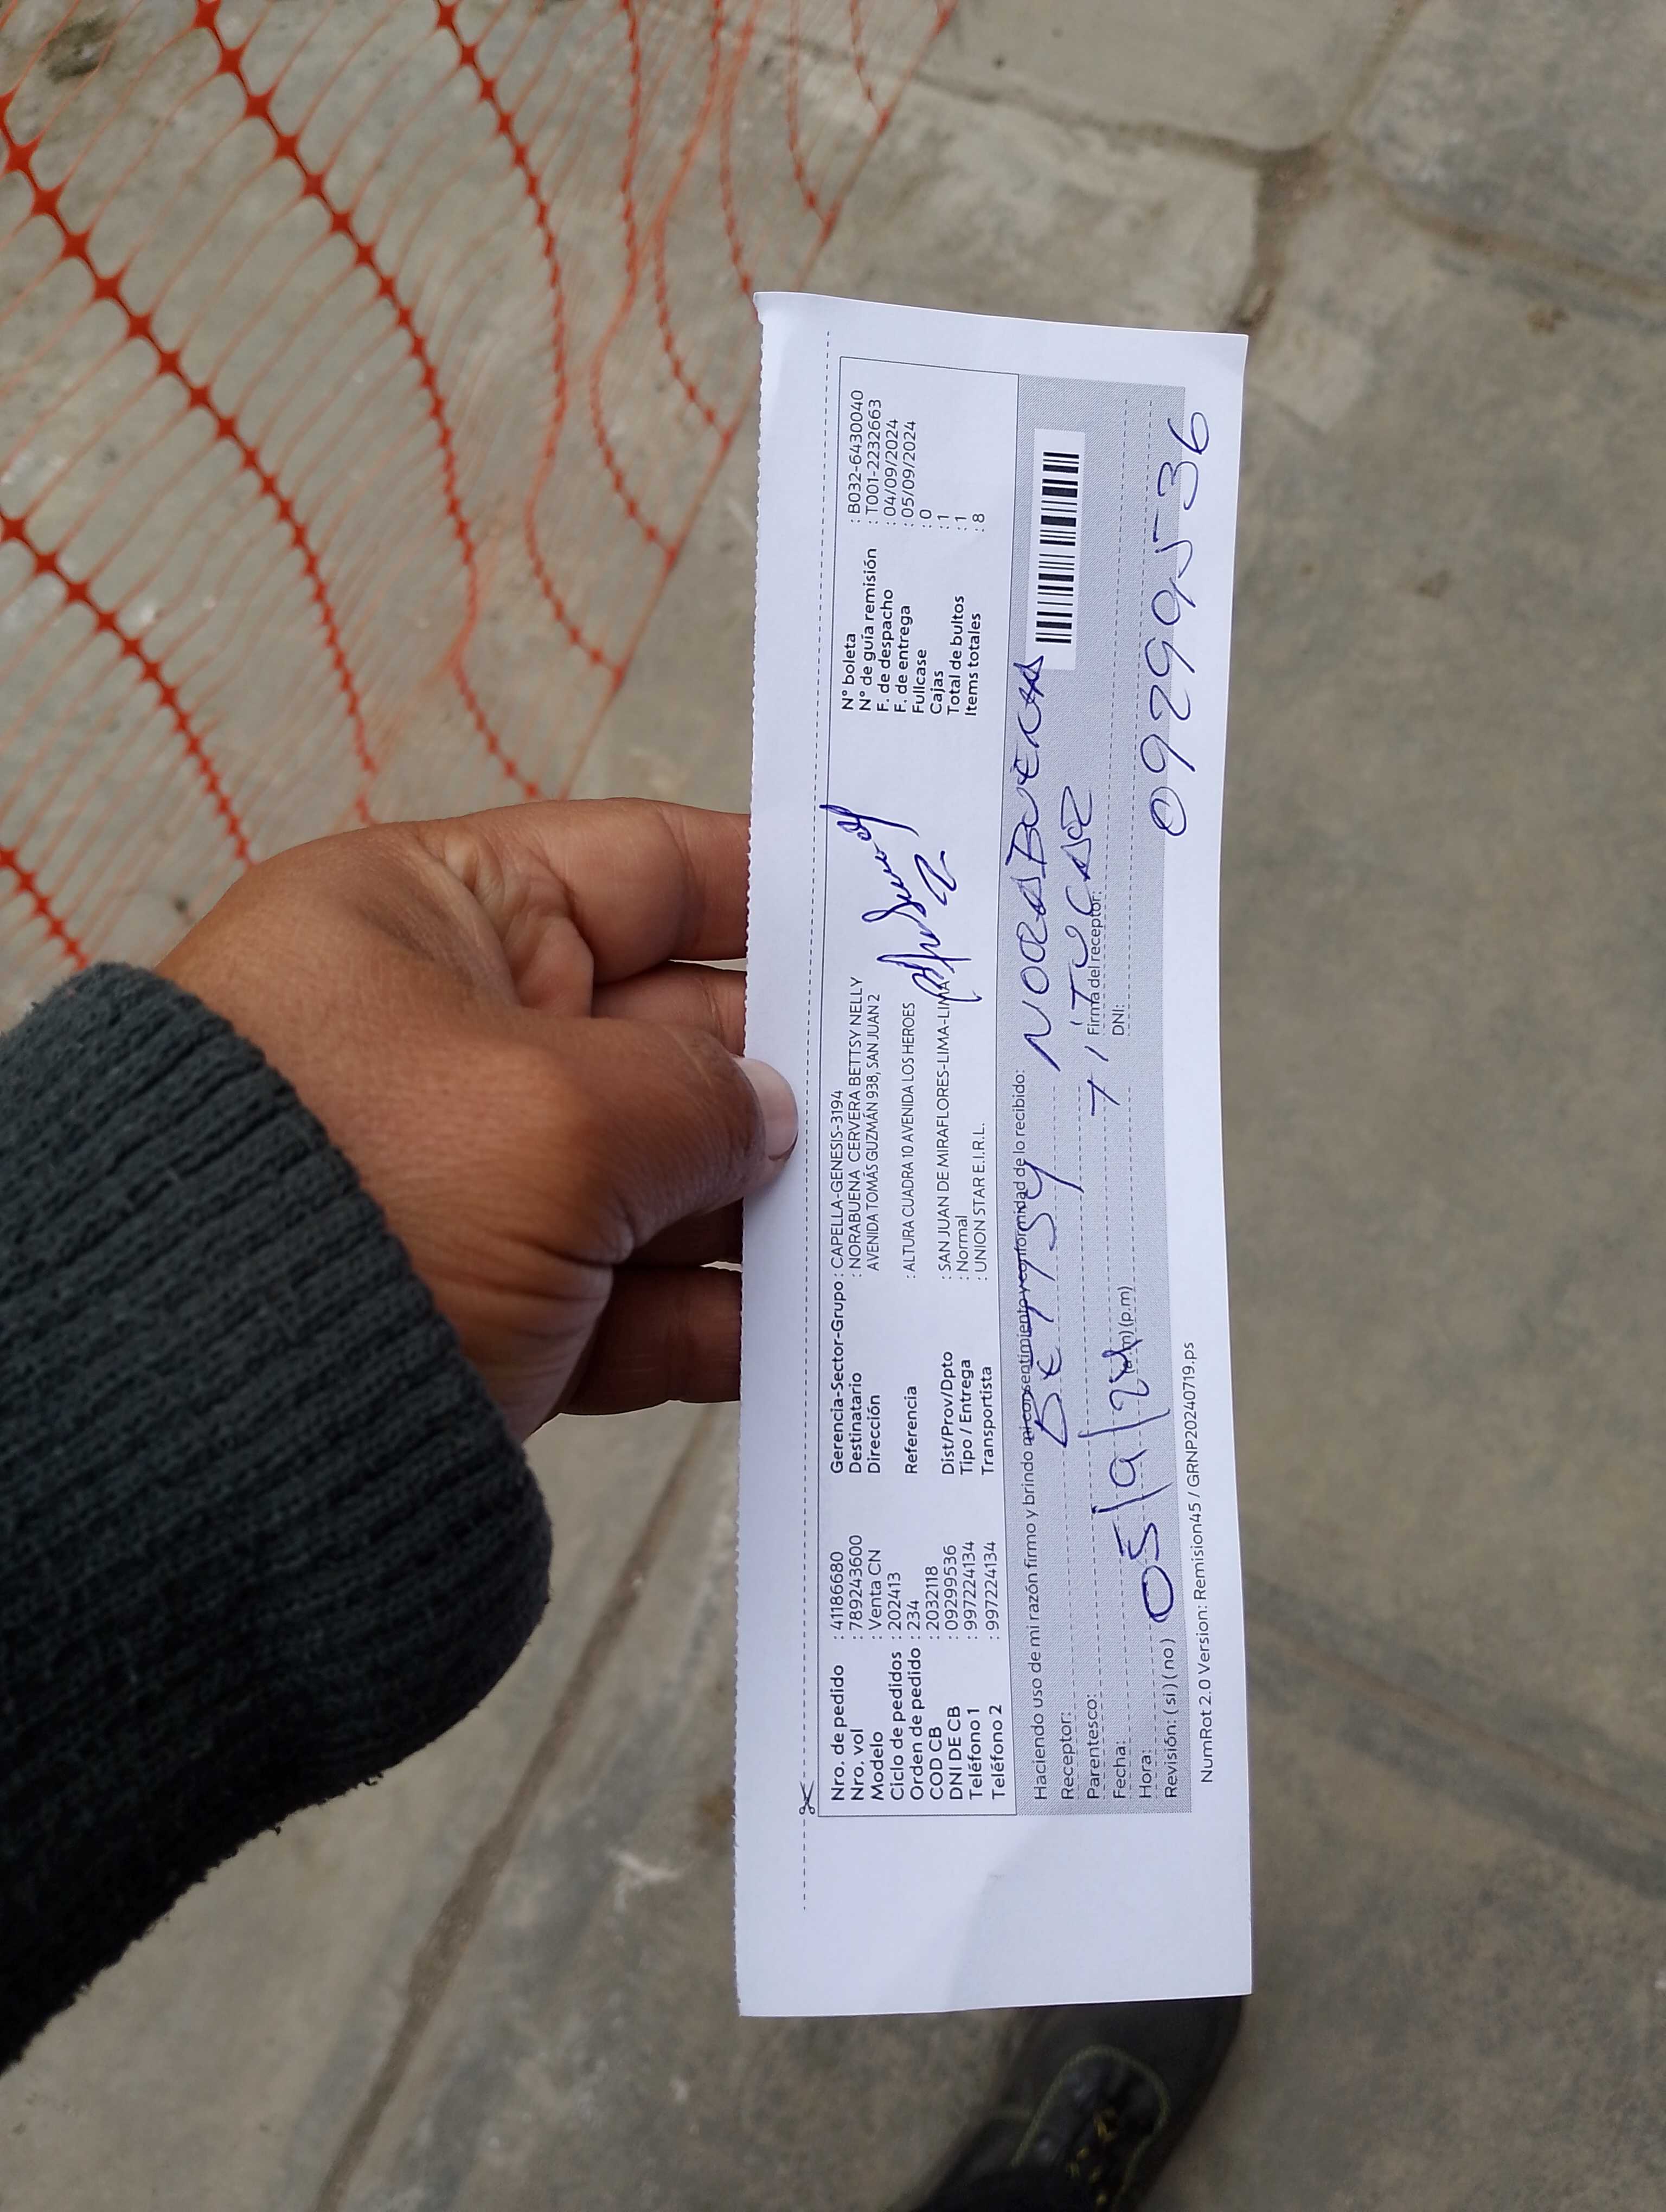 Nro. de pedido : 41186680
Nro. vol : 789243600
Modelo : Venta CN
Ciclo de pedidos : 202413
Orden de pedido : 234
COD CB : 2032118
DNI DE CB : 09299536
Teléfono 1 : 997224134
Teléfono 2 : 997224134
Gerencia-Sector-Grupo : CAPELLA-GENESIS-3194
Destinatario : NORABUENA CERVERA BETTSY NELLY
Dirección AVENIDA TOMÁS GUZMÁN 938, SAN JUAN 2
Referencia : ALTURA CUADRA 10 AVENIDA LOS HEROES
Dist/Prov/Dpto : SAN JUAN DE MIRAFLORES-LIMA-LIMA
Tipo / Entrega : Normal
Transportista : UNION STAR E.I.R.L.
N° boleta : B032-6430040
N° de guía remisión : T001-2232663
F. de despacho : 04/09/2024
F. de entrega : 05/09/2024
Fullcase : 0
Cajas : 1
Total de bultos : 1
Items totales : 8
Haciendo uso de mi razón firmo y brindo mi consentimiento y conformidad de lo recibido:
Receptor: BETTSY NORABUENA
Parentesco: TITULAR
Fecha: 05/9/24
Firma del receptor:
Hora: (a.m) (p.m)
DNI: 09299536
Revisión: ( si ) ( no )
NumRot 2.0 Version: Remision45 / GRNP20240719.ps